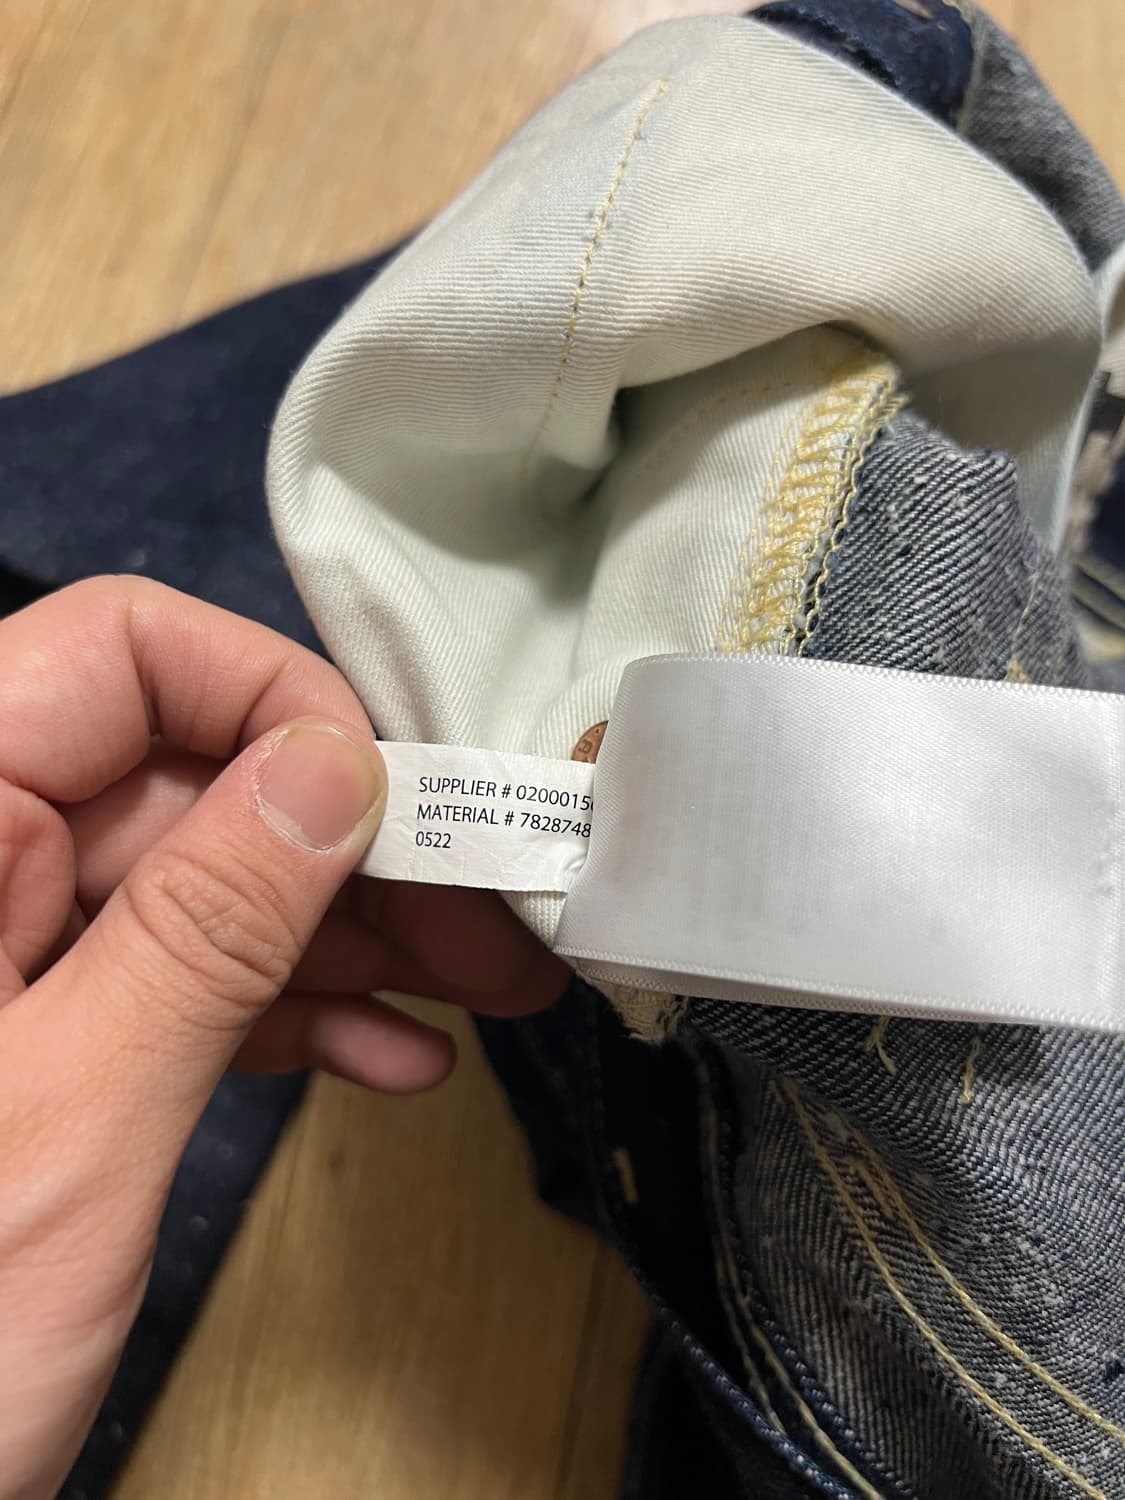 SUPPLIER # 0200015
MATERIAL # 7828748
0522